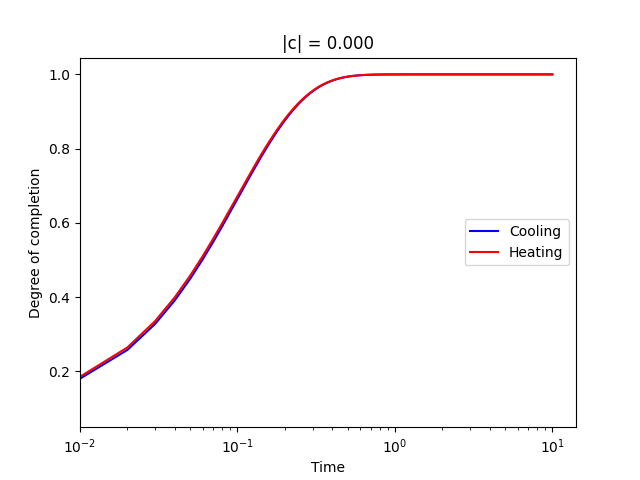 |c| = 0.000
Degree of completion
1.0
0.8
0.6
0.4
0.2
Cooling
Heating
10⁻²
10⁻¹
10⁰
10¹
Time